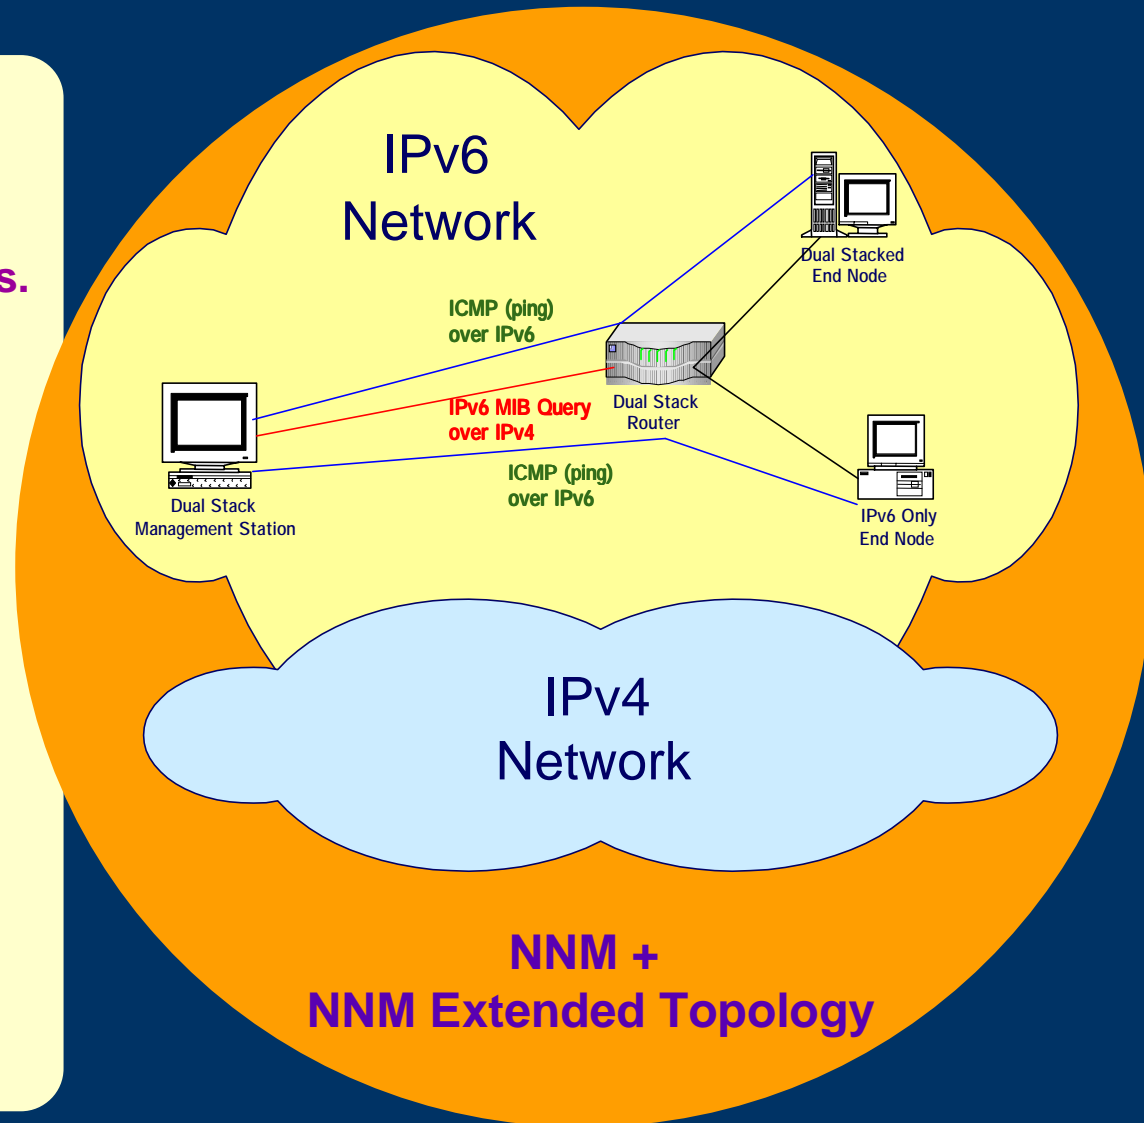 s.
IPv6
Network
Dual Stacked
End Node
ICMP (ping)
over IPv6
IPv6 MIB Query
over IPv4
Dual Stack
Router
ICMP (ping)
over IPv6
Dual Stack
Management Station
IPv6 Only
End Node
IPv4
Network
NNM +
NNM Extended Topology